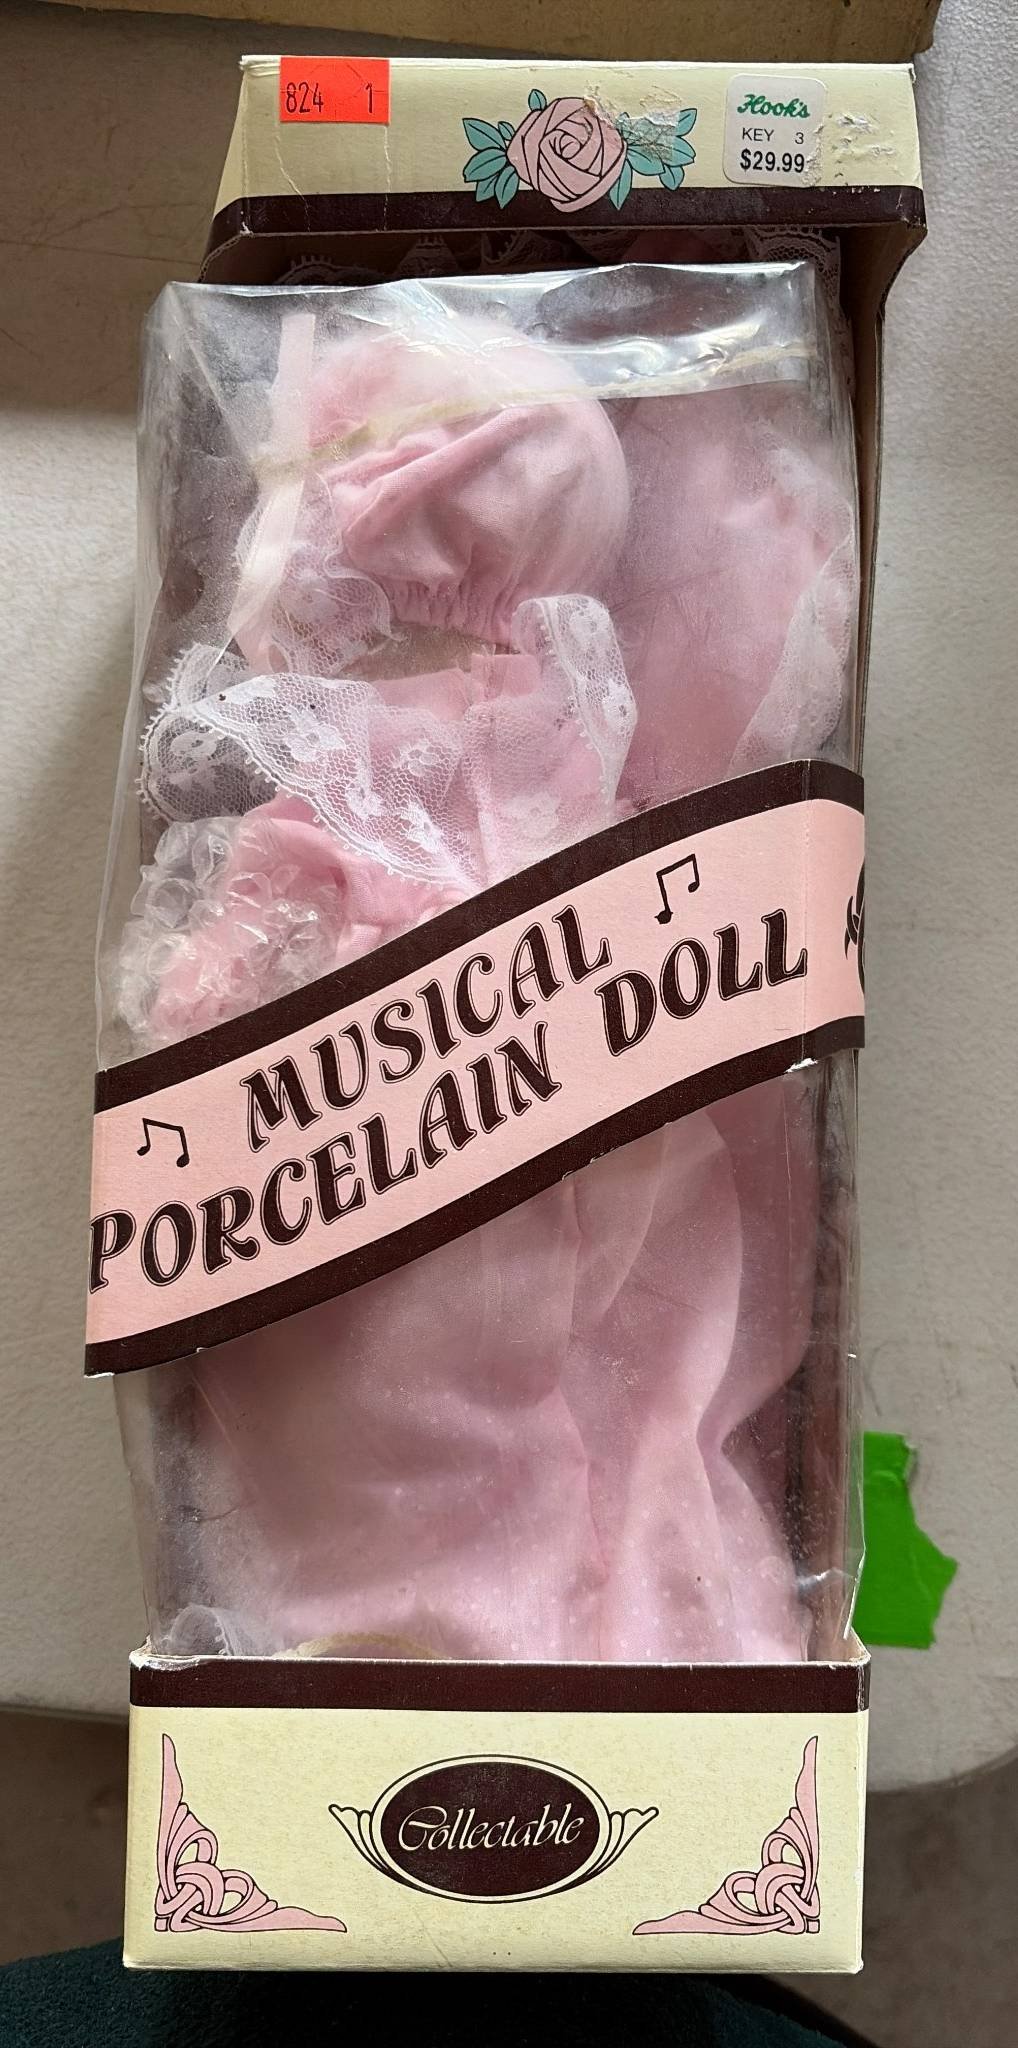 824 1
Hook's
KEY 3
$29.99
MUSICAL
PORCELAIN DOLL
Collectable